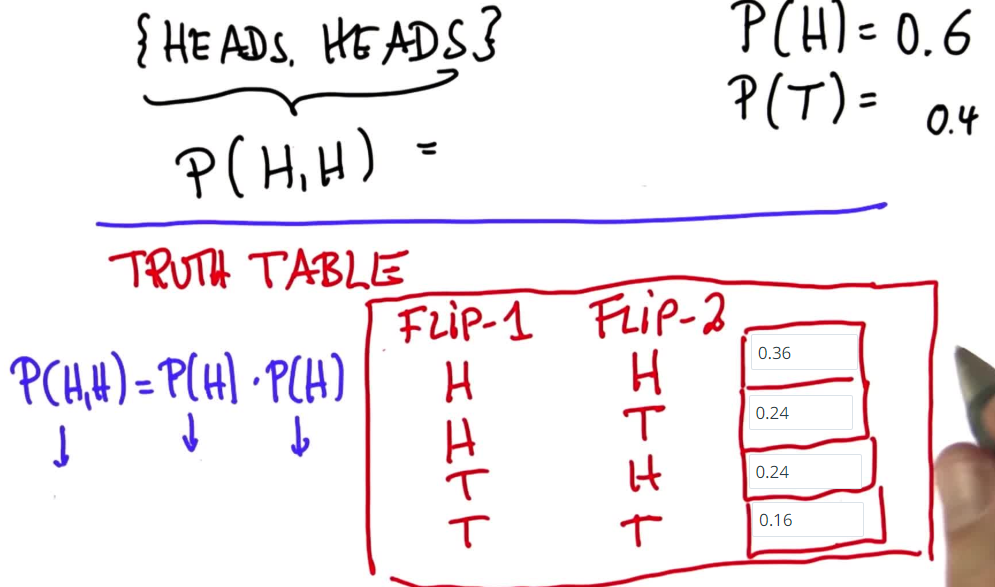 {HEADS, HEADS}
P(H) = 0.6
P(T) = 0.4
P(H,H) =
TRUTH TABLE
FLiP-1 FLiP-2
P(H,H) = P(H) · P(H)
H H 0.36
H T 0.24
T H 0.24
T T 0.16